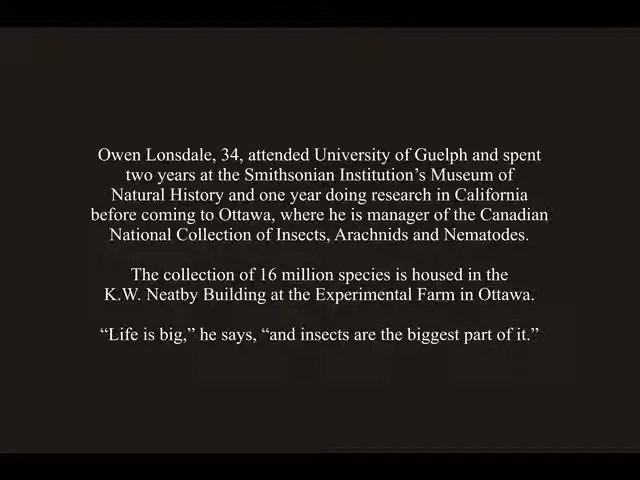 Owen Lonsdale, 34, attended University of Guelph and spent
two years at the Smithsonian Institution’s Museum of
Natural History and one year doing research in California
before coming to Ottawa, where he is manager of the Canadian
National Collection of Insects, Arachnids and Nematodes.
The collection of 16 million species is housed in the
K.W. Neatby Building at the Experimental Farm in Ottawa.
“Life is big,” he says, “and insects are the biggest part of it.”